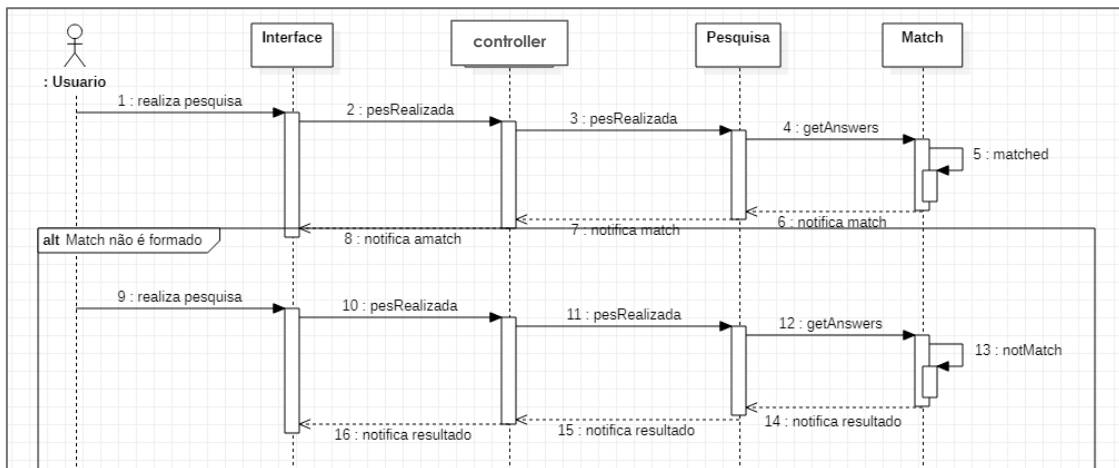 Interface
controller
Pesquisa
Match
: Usuario
1 : realiza pesquisa
2 : pesRealizada
3 : pesRealizada
4 : getAnswers
5 : matched
6 : notifica match
7 : notifica match
8 : notifica amatch
alt Match não é formado
9 : realiza pesquisa
10 : pesRealizada
11 : pesRealizada
12 : getAnswers
13 : notMatch
14 : notifica resultado
15 : notifica resultado
16 : notifica resultado